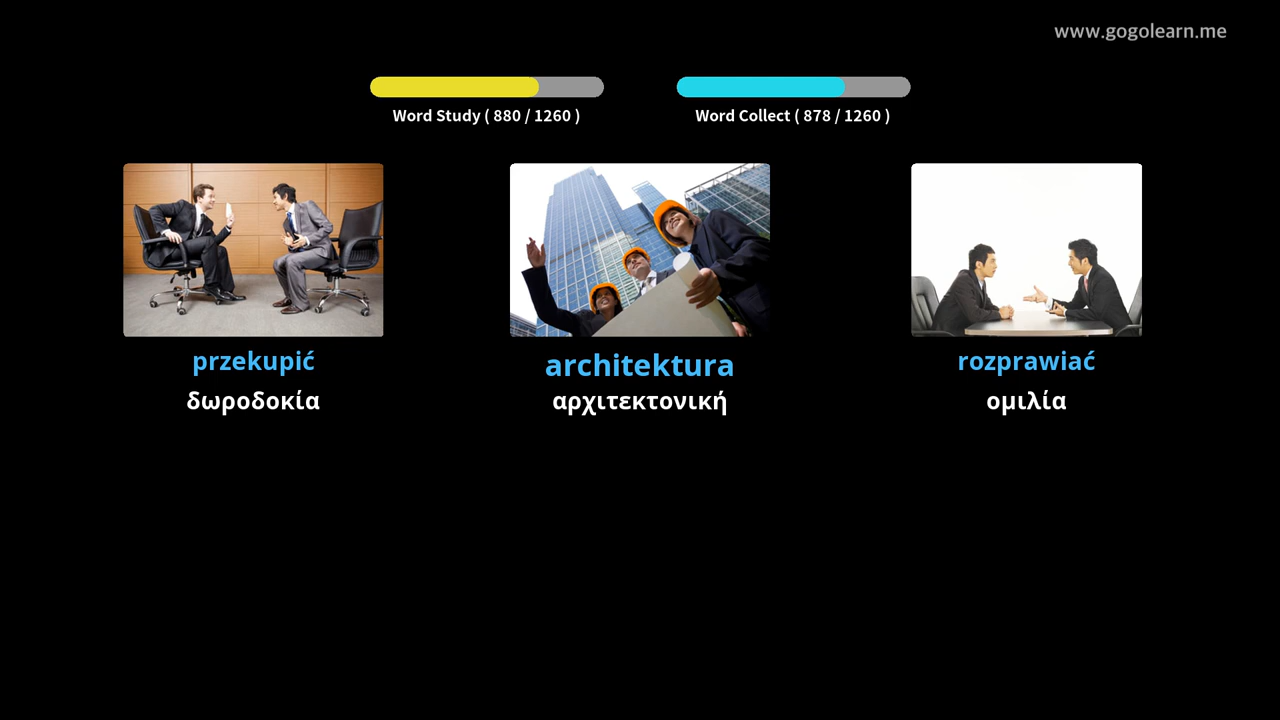 www.gogolearn.me
Word Study ( 880 / 1260 )
Word Collect ( 878 / 1260 )
przekupić
δωροδοκία
architektura
αρχιτεκτονική
rozprawiać
ομιλία